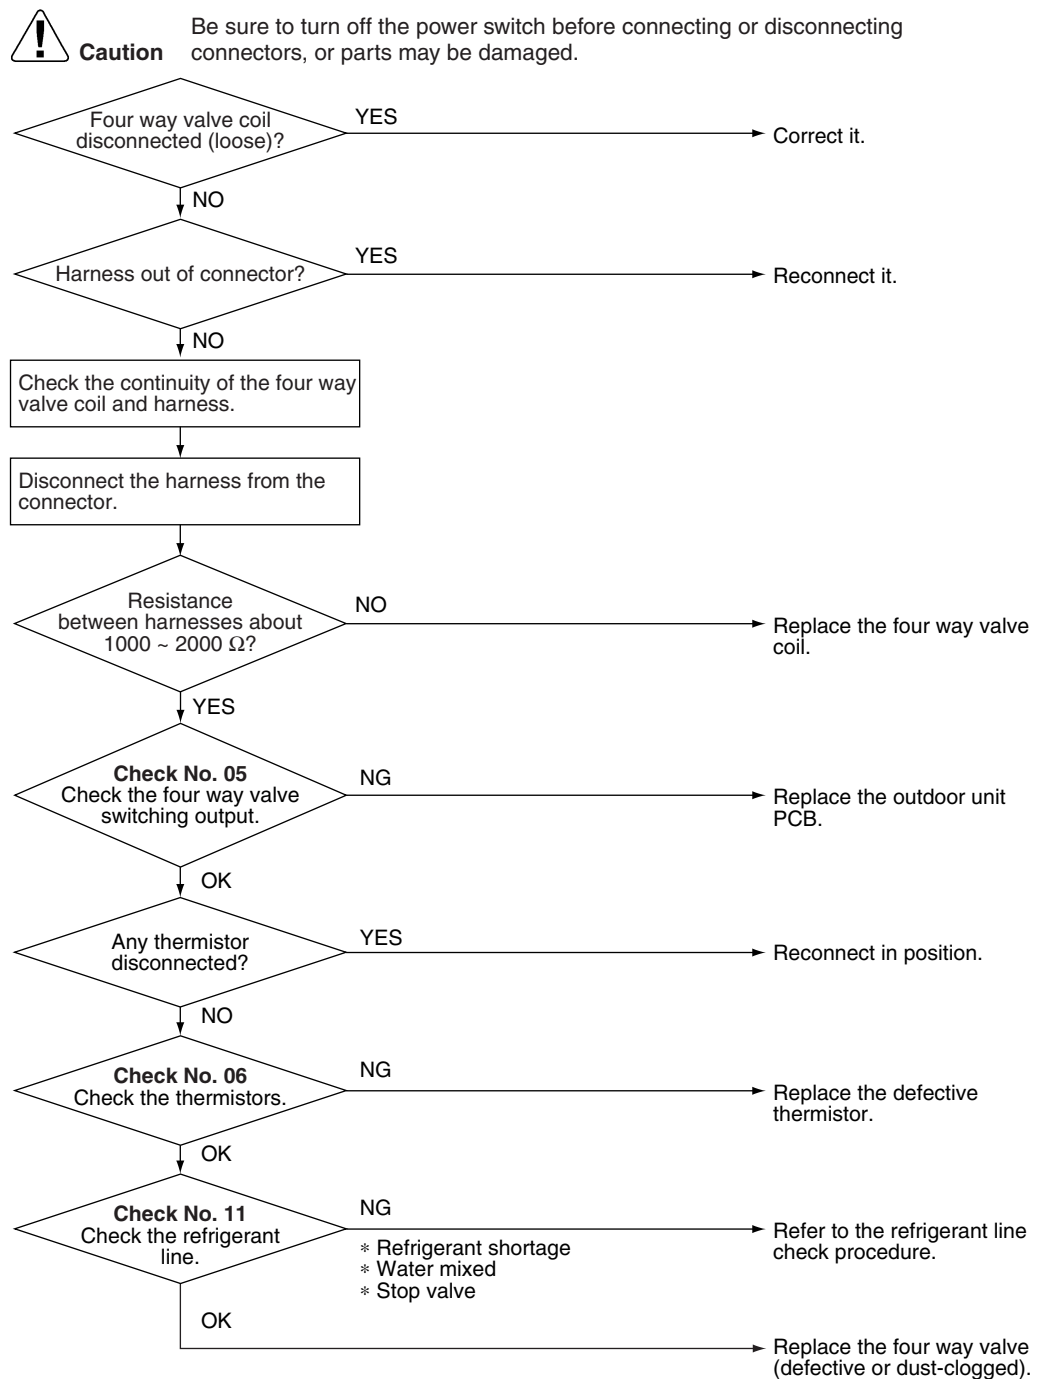 Be sure to turn off the power switch before connecting or disconnecting
Caution connectors, or parts may be damaged.
Four way valve coil
disconnected (loose)?
YES
Correct it.
NO
Harness out of connector?
YES
Reconnect it.
NO
Check the continuity of the four way
valve coil and harness.
Disconnect the harness from the
connector.
Resistance
between harnesses about
1000 ~ 2000 Ω?
NO
Replace the four way valve
coil.
YES
Check No. 05
Check the four way valve
switching output.
NG
Replace the outdoor unit
PCB.
OK
Any thermistor
disconnected?
YES
Reconnect in position.
NO
Check No. 06
Check the thermistors.
NG
Replace the defective
thermistor.
OK
Check No. 11
Check the refrigerant
line.
NG
∗ Refrigerant shortage
∗ Water mixed
∗ Stop valve
Refer to the refrigerant line
check procedure.
OK
Replace the four way valve
(defective or dust-clogged).